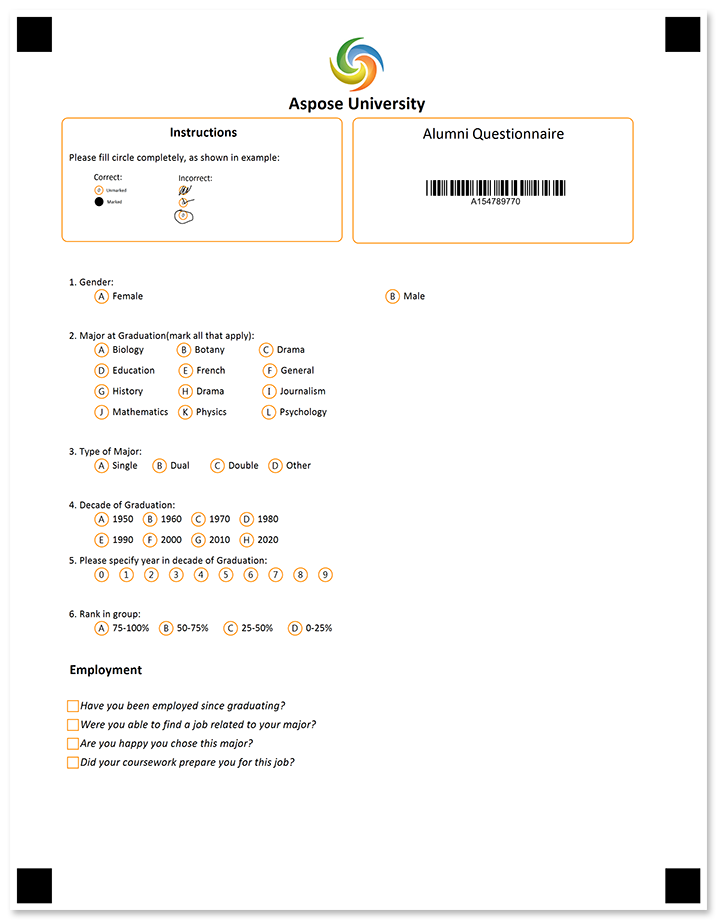 Aspose University
Instructions
Please fill circle completely, as shown in example:
Correct: Incorrect:
0 Unmarked
Marked
0
Alumni Questionnaire
A154789770
1. Gender:
A Female B Male
2. Major at Graduation(mark all that apply):
A Biology B Botany C Drama
D Education E French F General
G History H Drama I Journalism
J Mathematics K Physics L Psychology
3. Type of Major:
A Single B Dual C Double D Other
4. Decade of Graduation:
A 1950 B 1960 C 1970 D 1980
E 1990 F 2000 G 2010 H 2020
5. Please specify year in decade of Graduation:
0 1 2 3 4 5 6 7 8 9
6. Rank in group:
A 75-100% B 50-75% C 25-50% D 0-25%
Employment
Have you been employed since graduating?
Were you able to find a job related to your major?
Are you happy you chose this major?
Did your coursework prepare you for this job?